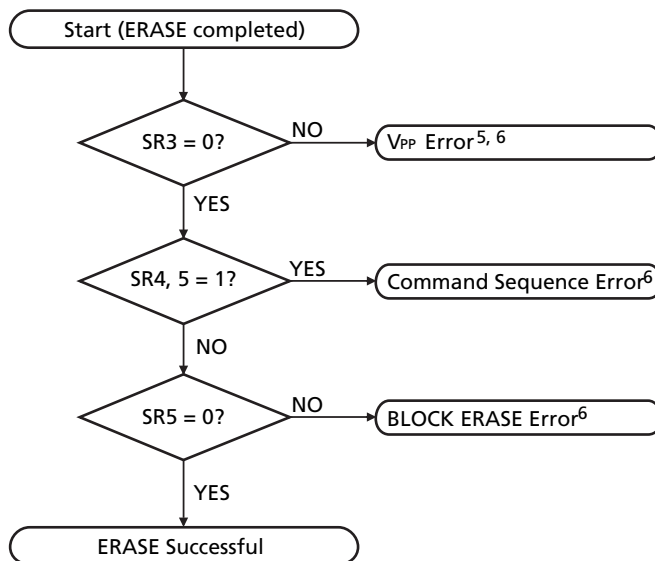 Start (ERASE completed)
SR3 = 0?
NO
VPP Error5, 6
YES
SR4, 5 = 1?
YES
Command Sequence Error6
NO
SR5 = 0?
NO
BLOCK ERASE Error6
YES
ERASE Successful